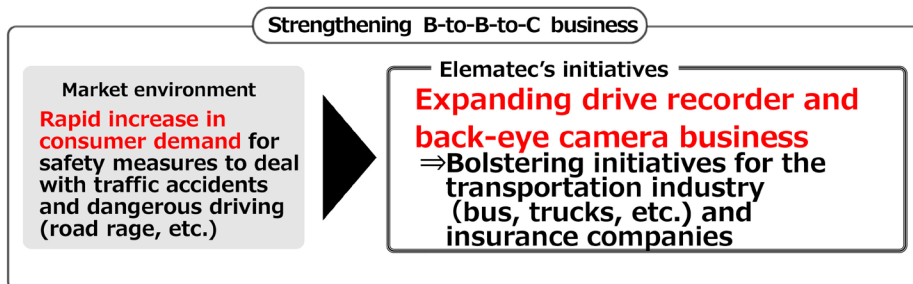 Strengthening B-to-B-to-C business
Market environment
Rapid increase in
consumer demand for
safety measures to deal
with traffic accidents
and dangerous driving
(road rage, etc.)
Elematec's initiatives
Expanding drive recorder and
back-eye camera business
⇒Bolstering initiatives for the
transportation industry
(bus, trucks, etc.) and
insurance companies